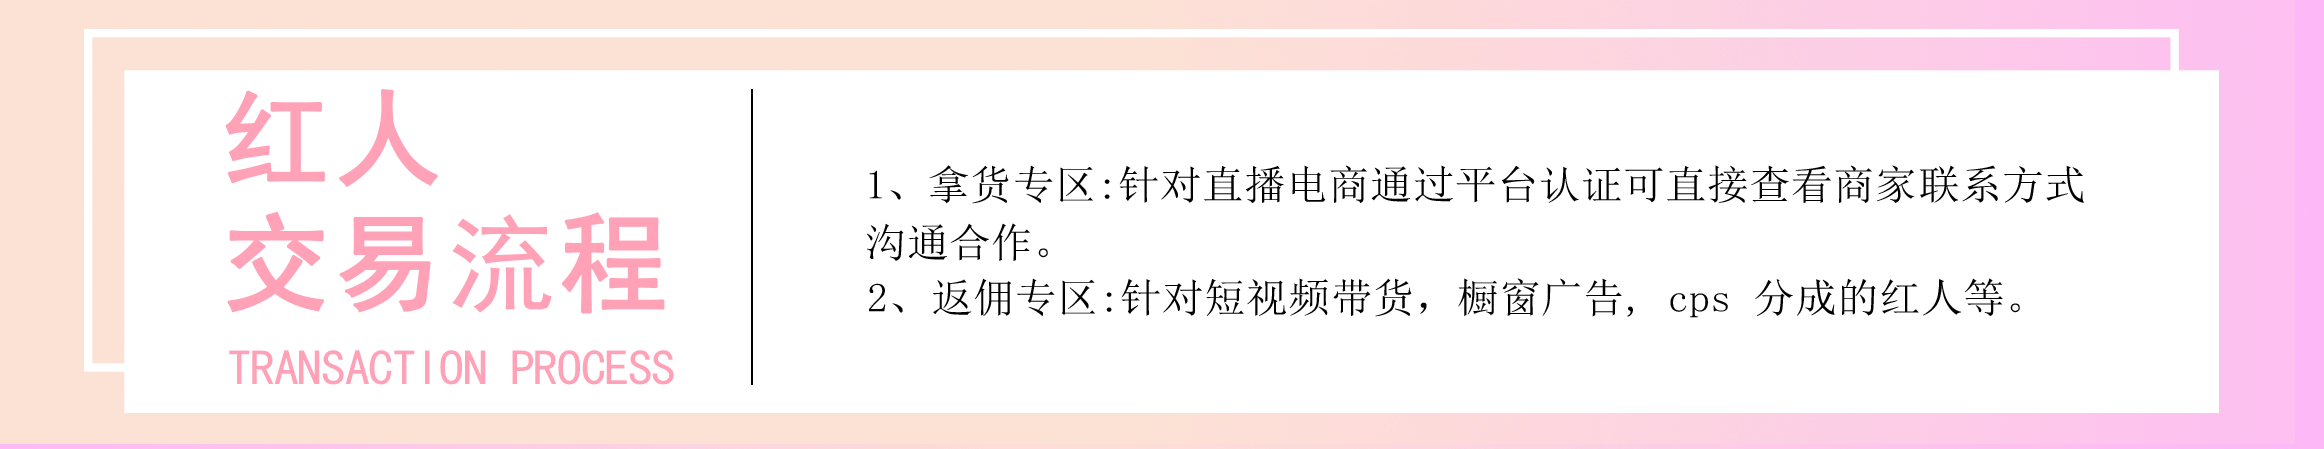 红人
交易流程
TRANSACTION PROCESS
1、拿货专区:针对直播电商通过平台认证可直接查看商家联系方式
沟通合作。
2、返佣专区:针对短视频带货，橱窗广告, cps 分成的红人等。